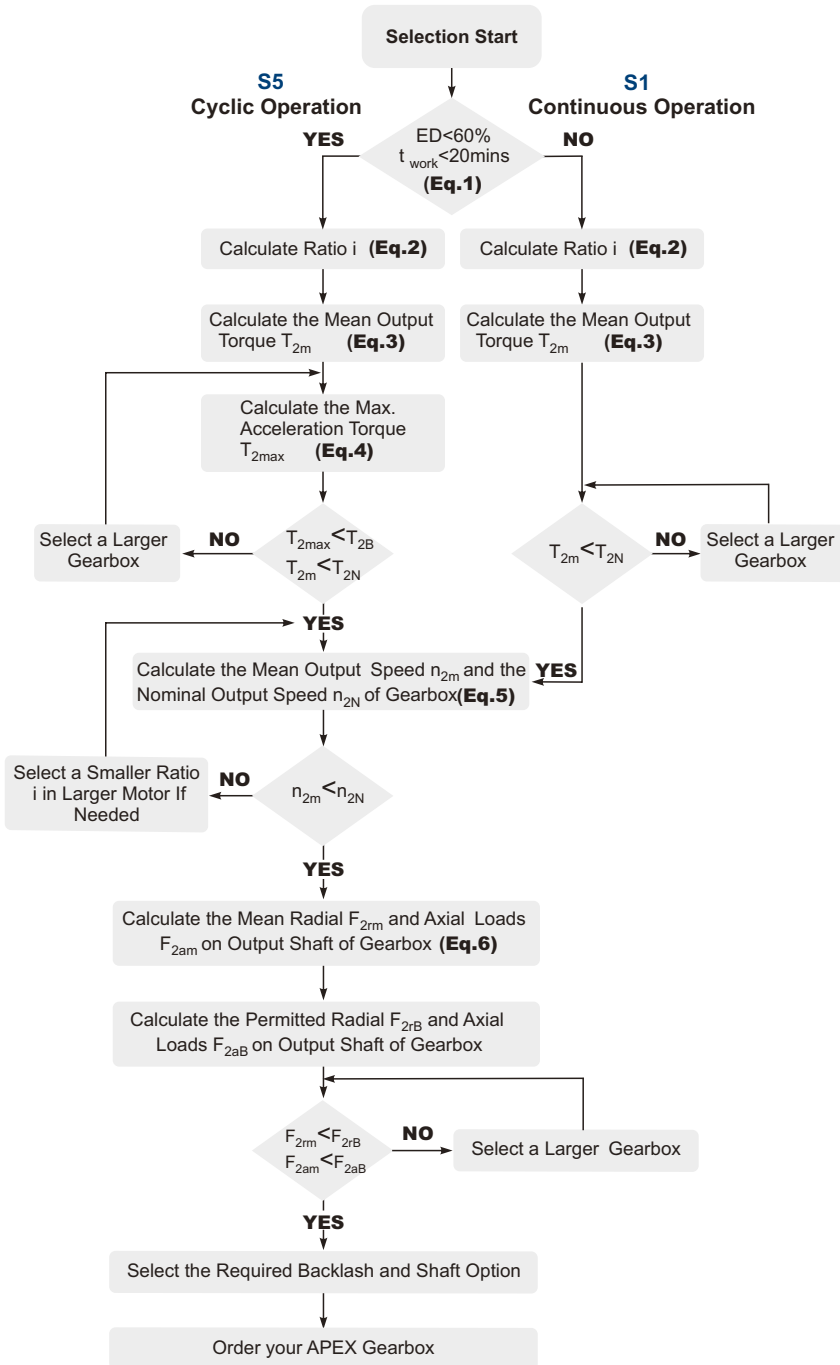 Selection Start
S5
Cyclic Operation
S1
Continuous Operation
YES
ED<60%
t work<20mins
(Eq.1)
NO
Calculate Ratio i (Eq.2)
Calculate Ratio i (Eq.2)
Calculate the Mean Output
Torque T2m (Eq.3)
Calculate the Mean Output
Torque T2m (Eq.3)
Calculate the Max.
Acceleration Torque
T2max (Eq.4)
Select a Larger
Gearbox
NO
T2max<T2B
T2m<T2N
T2m<T2N
NO
Select a Larger
Gearbox
YES
Calculate the Mean Output Speed n2m and the
Nominal Output Speed n2N of Gearbox(Eq.5)
YES
Select a Smaller Ratio
i in Larger Motor If
Needed
NO
n2m<n2N
YES
Calculate the Mean Radial F2rm and Axial Loads
F2am on Output Shaft of Gearbox (Eq.6)
Calculate the Permitted Radial F2rB and Axial
Loads F2aB on Output Shaft of Gearbox
F2rm<F2rB
F2am<F2aB
NO
Select a Larger Gearbox
YES
Select the Required Backlash and Shaft Option
Order your APEX Gearbox